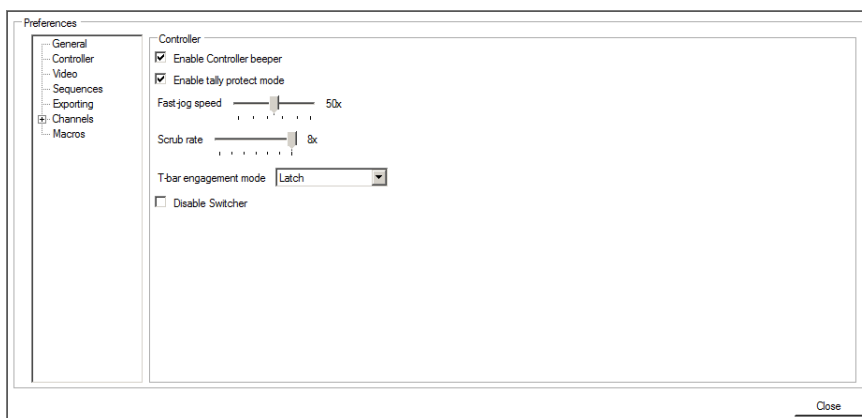 Preferences
General
Controller
Video
Sequences
Exporting
Channels
Macros
Controller
Enable Controller beeper
Enable tally protect mode
Fast-jog speed 50x
Scrub rate 8x
T-bar engagement mode Latch
Disable Switcher
Close